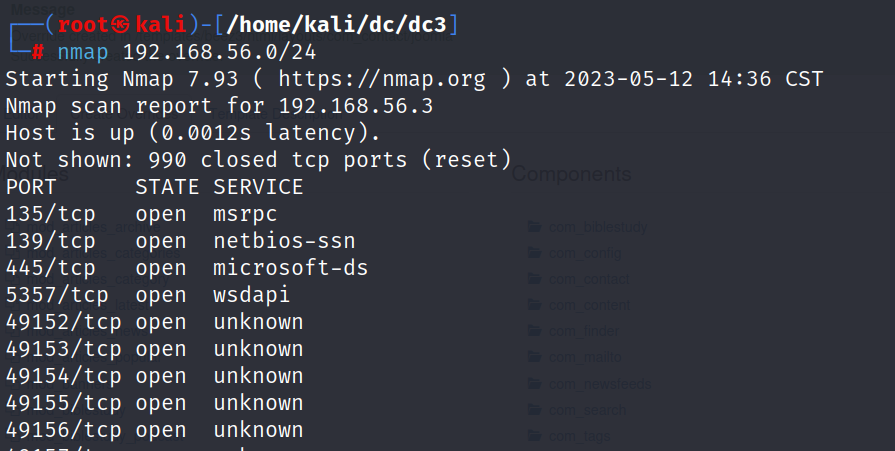 Message
┌──(root㉿kali)-[/home/kali/dc/dc3]
└─# nmap 192.168.56.0/24
Starting Nmap 7.93 ( https://nmap.org ) at 2023-05-12 14:36 CST
Nmap scan report for 192.168.56.3
Host is up (0.0012s latency).
Not shown: 990 closed tcp ports (reset)
Components
PORT STATE SERVICE
135/tcp open msrpc
com_biblestudy
139/tcp open netbios-ssn
com_config
445/tcp open microsoft-ds
com_contact
5357/tcp open wsdapi
com_content
49152/tcp open unknown
com_finder
49153/tcp open unknown
com_mailto
49154/tcp open unknown
com_newsfeeds
49155/tcp open unknown
com_search
49156/tcp open unknown
com_tags